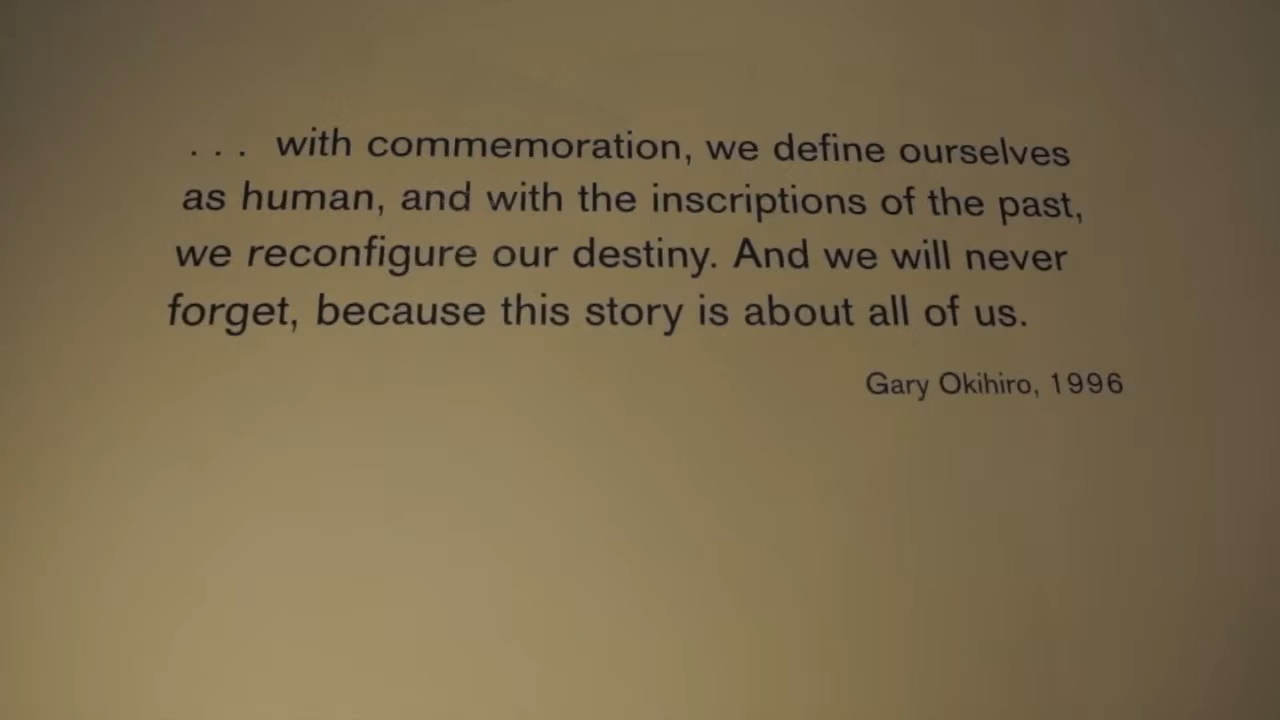 . . . with commemoration, we define ourselves
as human, and with the inscriptions of the past,
we reconfigure our destiny. And we will never
forget, because this story is about all of us.
Gary Okihiro, 1996